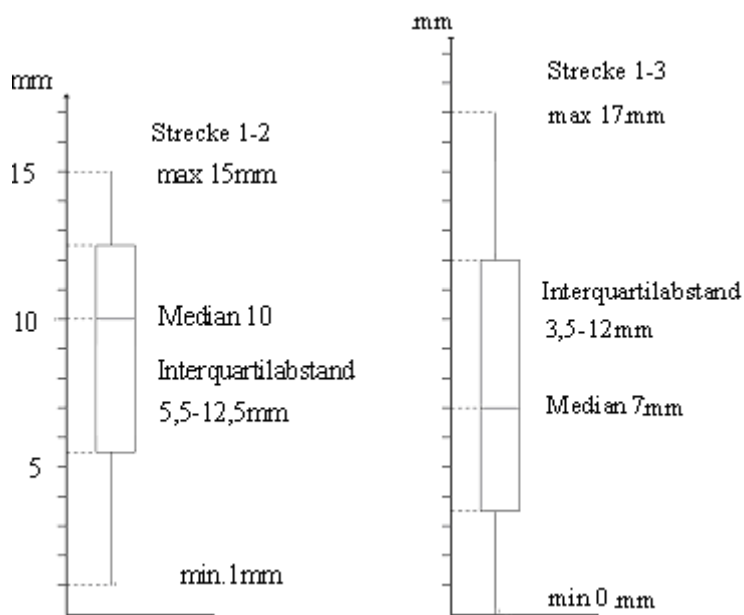 mm
Strecke 1-2
max 15mm
15
10
Median 10
Interquartilabstand
5,5-12,5mm
5
min.1mm
mm
Strecke 1-3
max 17mm
Interquartilabstand
3,5-12mm
Median 7mm
min 0 mm